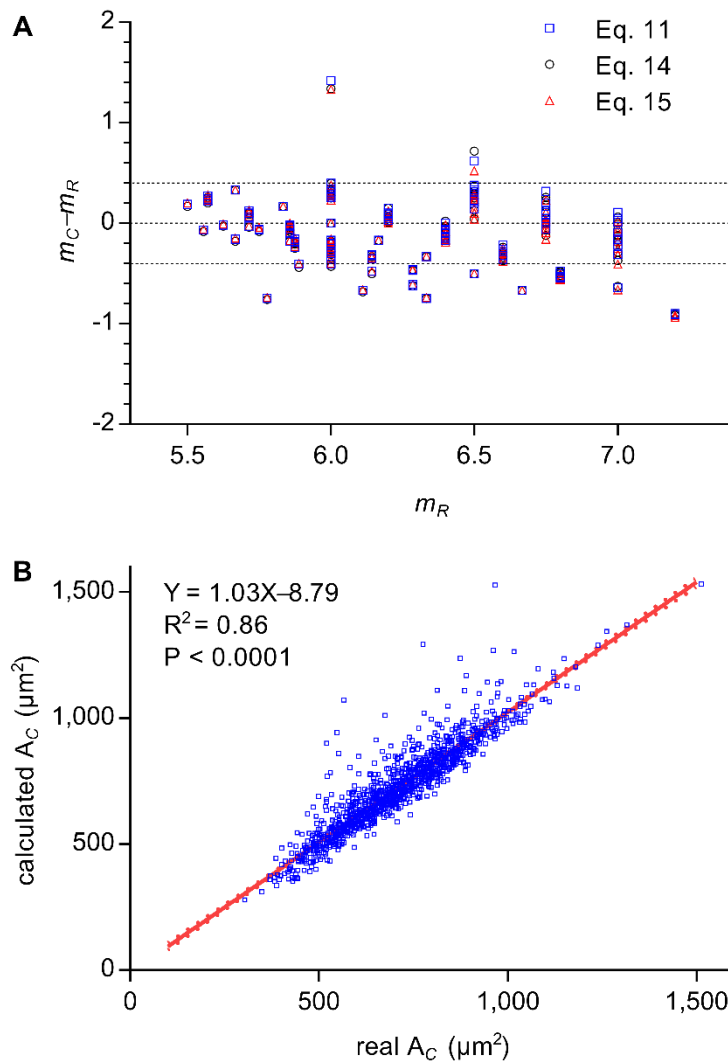 A
2
1
0
-1
-2
Eq. 11
Eq. 14
Eq. 15
m_C–m_R
5.5 6.0 6.5 7.0
m_R
B
1,500
1,000
500
0
Y = 1.03X–8.79
R² = 0.86
P < 0.0001
calculated A_C (μm²)
0 500 1,000 1,500
real A_C (μm²)